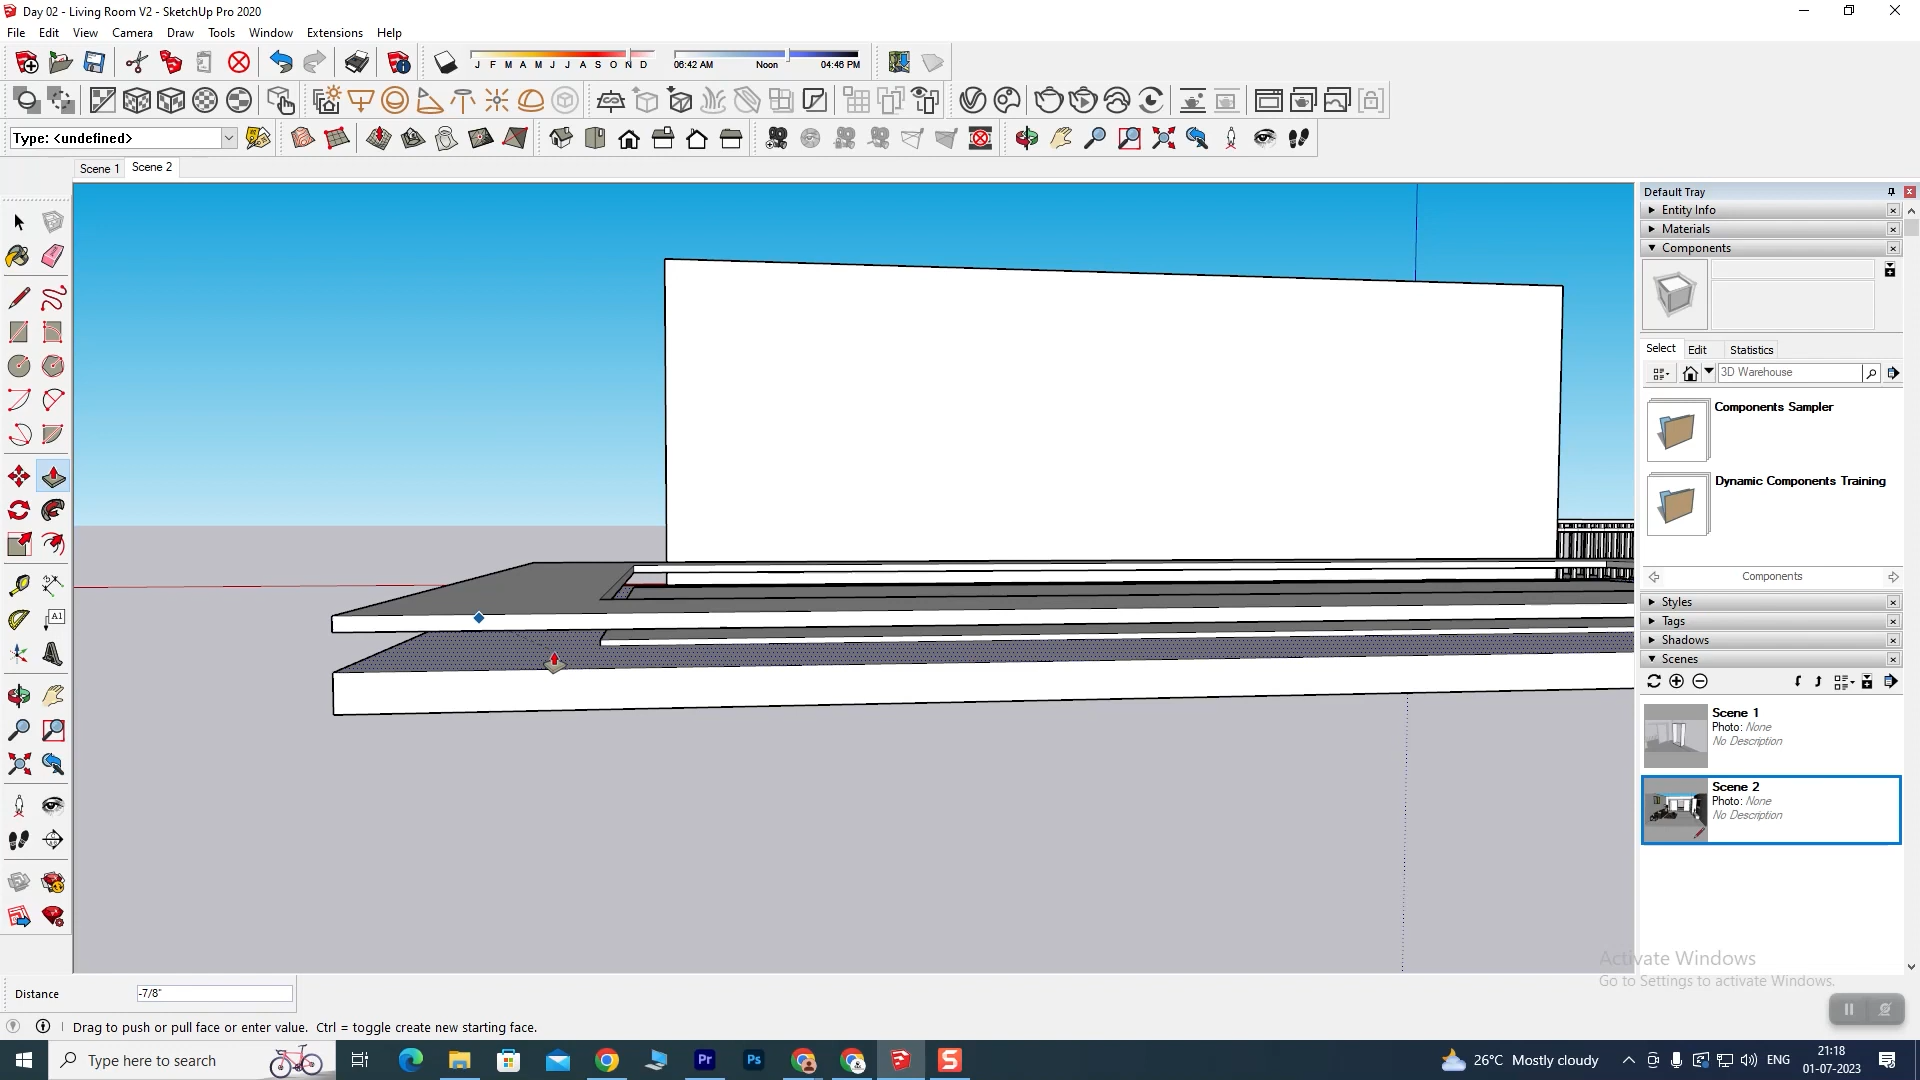 Day 02 - Living Room V2 - SketchUp Pro 2020
File Edit View Camera Draw Tools Window Extensions Help
J F M A M J J A S O N D
06:42 AM Noon 04:46 PM
Type: <undefined>
Scene 1 Scene 2
Default Tray
Entity Info
Materials
Components
Select Edit Statistics
3D Warehouse
Components Sampler
Dynamic Components Training
Components
Styles
Tags
Shadows
Scenes
Scene 1
Photo: None
No Description
Scene 2
Photo: None
No Description
A1
Activate Windows
Go to Settings to activate Windows.
Distance -7/8"
Drag to push or pull face or enter value. Ctrl = toggle create new starting face.
Type here to search
Pr
Ps
S
26°C Mostly cloudy
ENG
21:18
01-07-2023